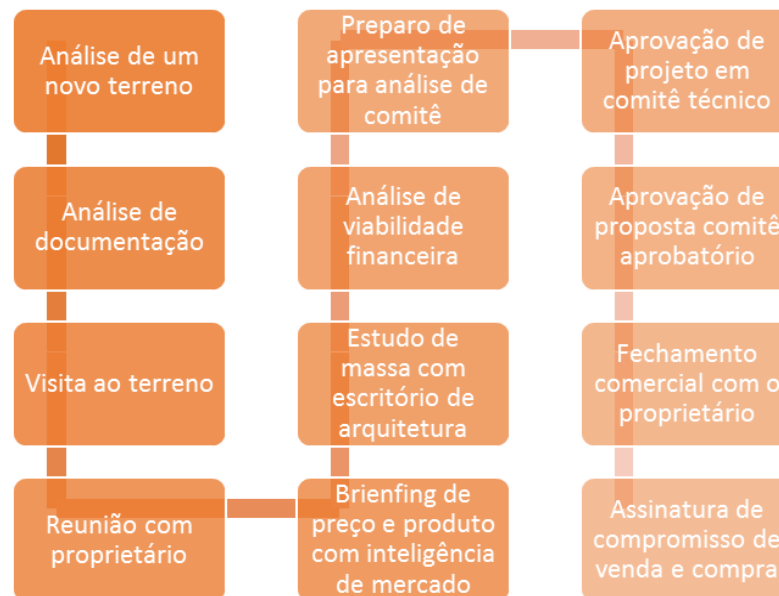 Análise de um
novo terreno
Análise de
documentação
Visita ao terreno
Reunião com
proprietário
Brienfing de
preço e produto
com inteligência
de mercado
Estudo de
massa com
escritório de
arquitetura
Análise de
viabilidade
financeira
Preparo de
apresentação
para análise de
comitê
Aprovação de
projeto em
comitê técnico
Aprovação de
proposta comitê
aprobatório
Fechamento
comercial com o
proprietário
Assinatura de
compromisso de
venda e compra